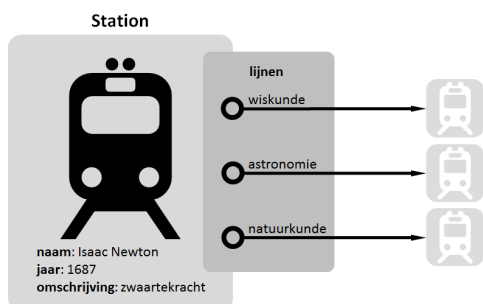 Station
lijnen
wiskunde
astronomie
natuurkunde
naam: Isaac Newton
jaar: 1687
omschrijving: zwaartekracht